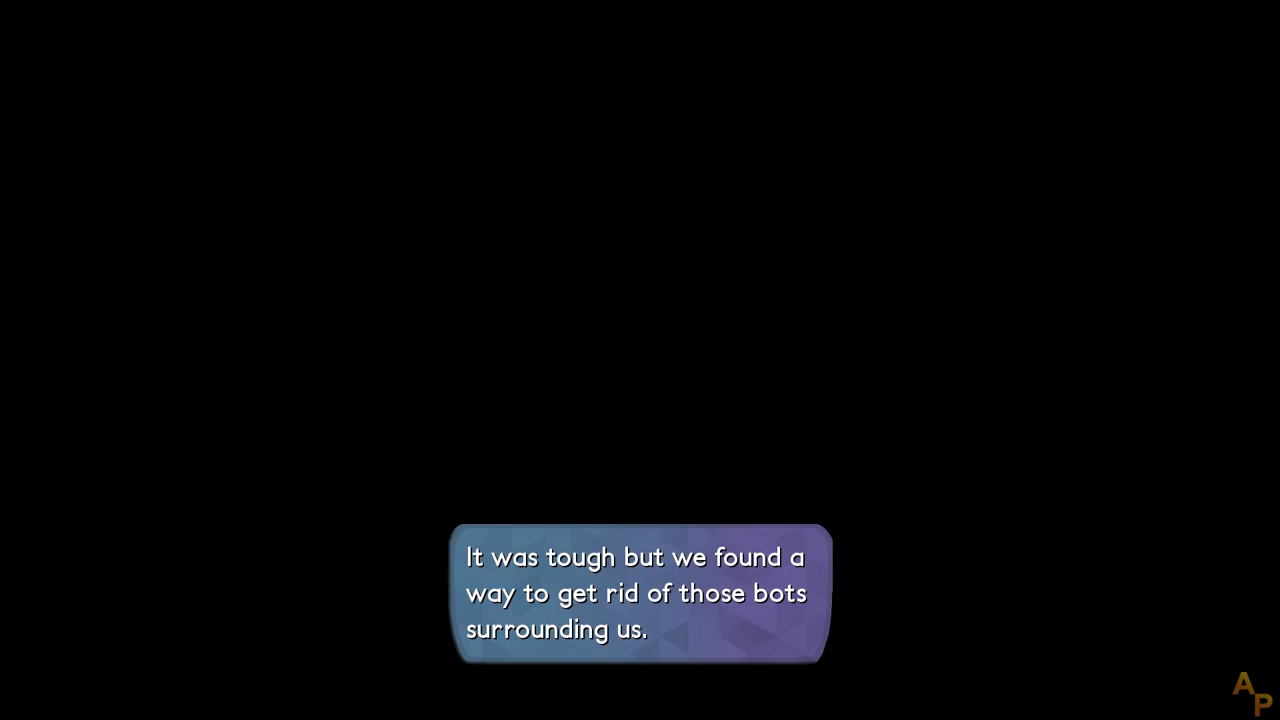 It was tough but we found a
way to get rid of those bots
surrounding us.
AP